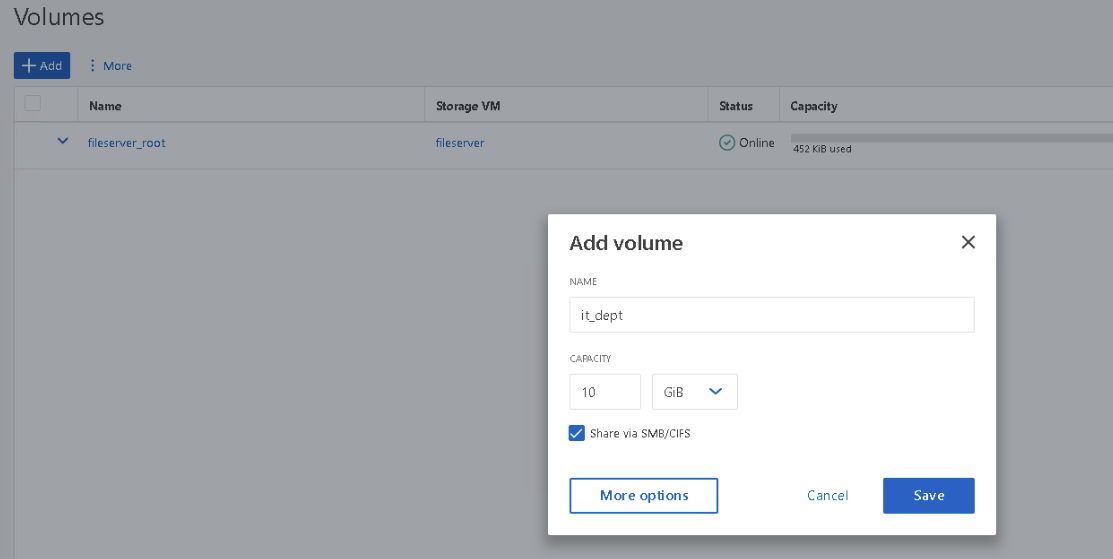 Volumes
Add More
Name Storage VM Status Capacity
fileserver_root fileserver Online
452 KiB used
Add volume
NAME
it_dept
CAPACITY
10 GiB
Share via SMB/CIFS
More options Cancel Save